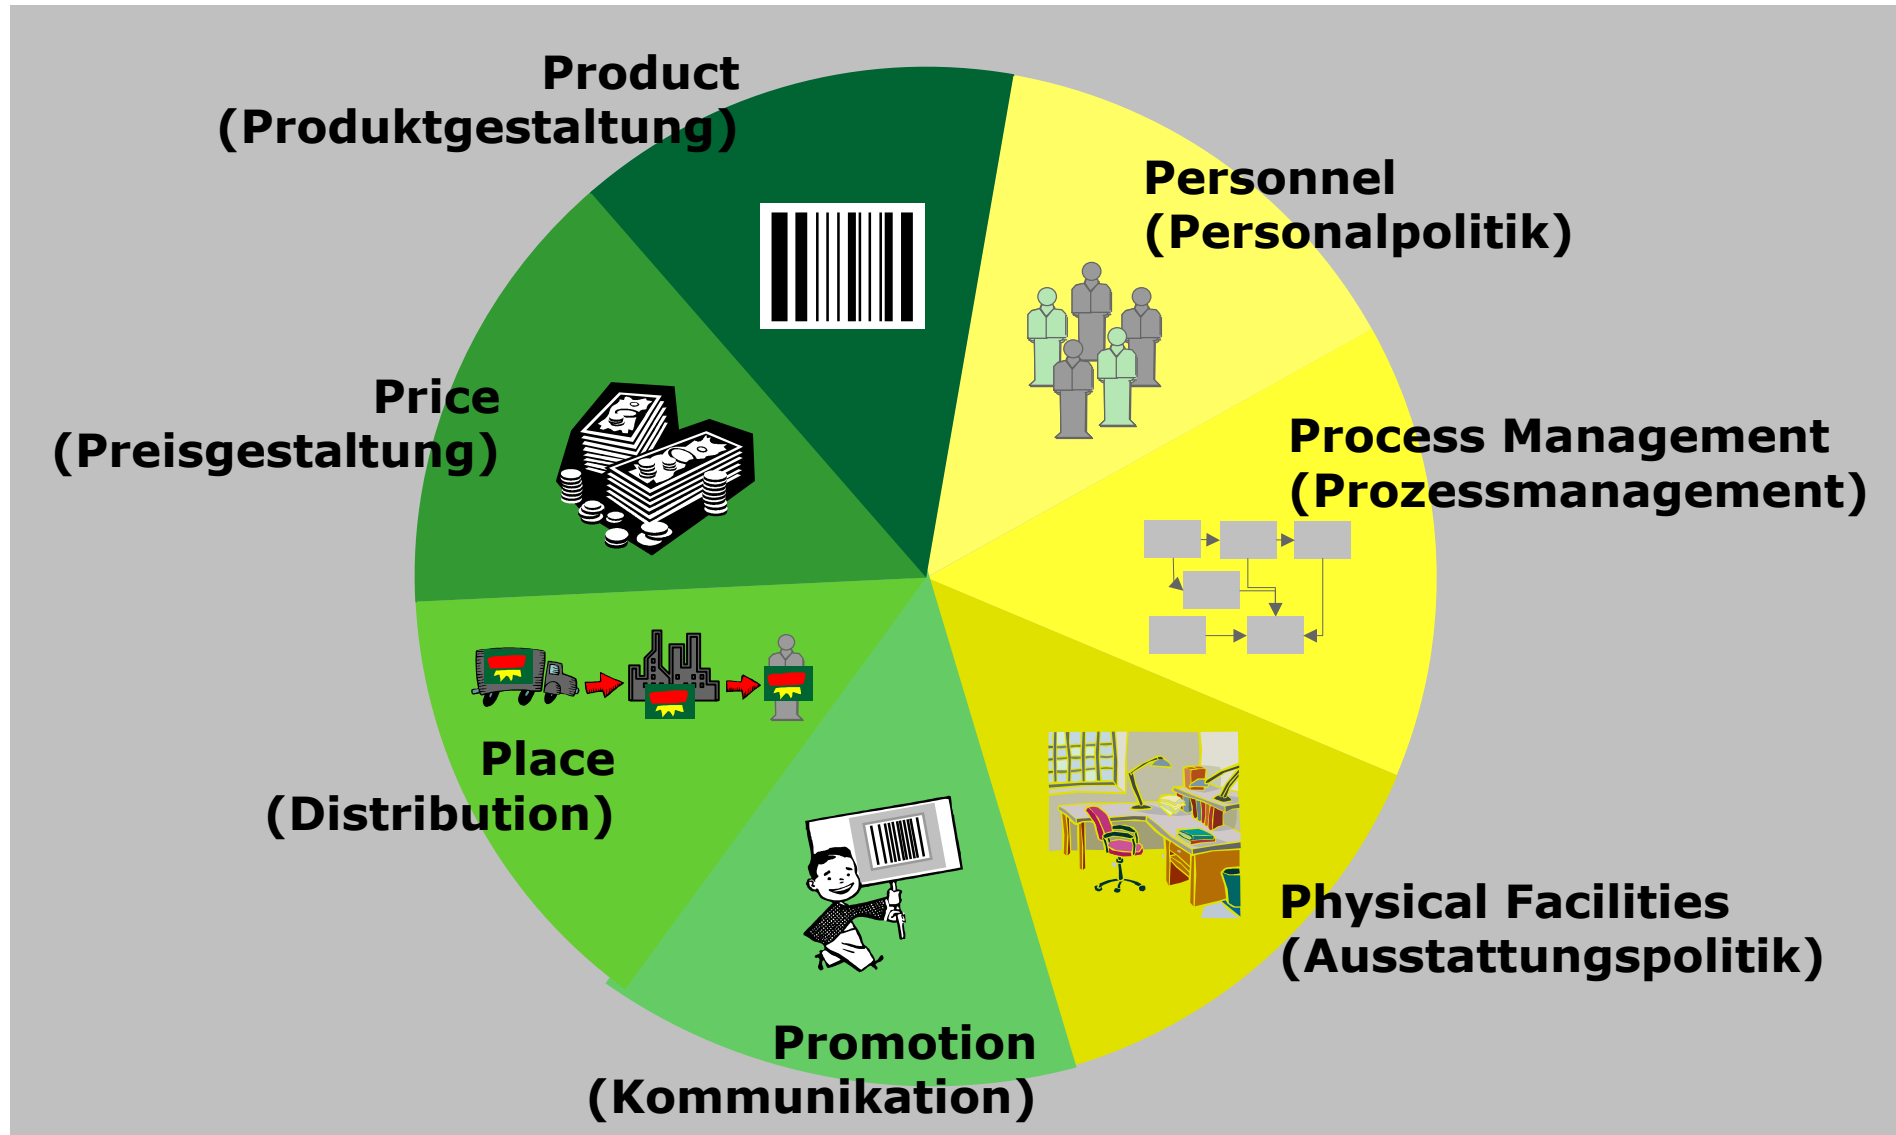 Product
(Produktgestaltung)
Personnel
(Personalpolitik)
Price
(Preisgestaltung)
Process Management
(Prozessmanagement)
Place
(Distribution)
Physical Facilities
(Ausstattungspolitik)
Promotion
(Kommunikation)